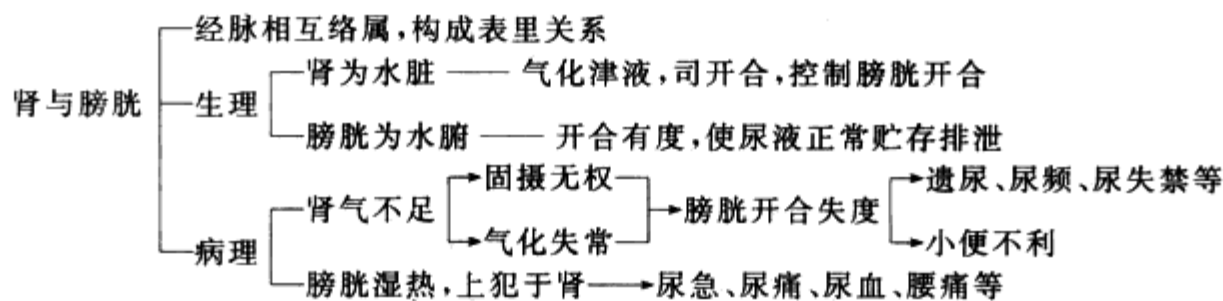 经脉相互络属,构成表里关系
肾为水脏 —— 气化津液,司开合,控制膀胱开合
肾与膀胱 生理
膀胱为水腑 —— 开合有度,使尿液正常贮存排泄
固摄无权 遗尿、尿频、尿失禁等
肾气不足 膀胱开合失度
气化失常 小便不利
病理
膀胱湿热,上犯于肾 尿急、尿痛、尿血、腰痛等